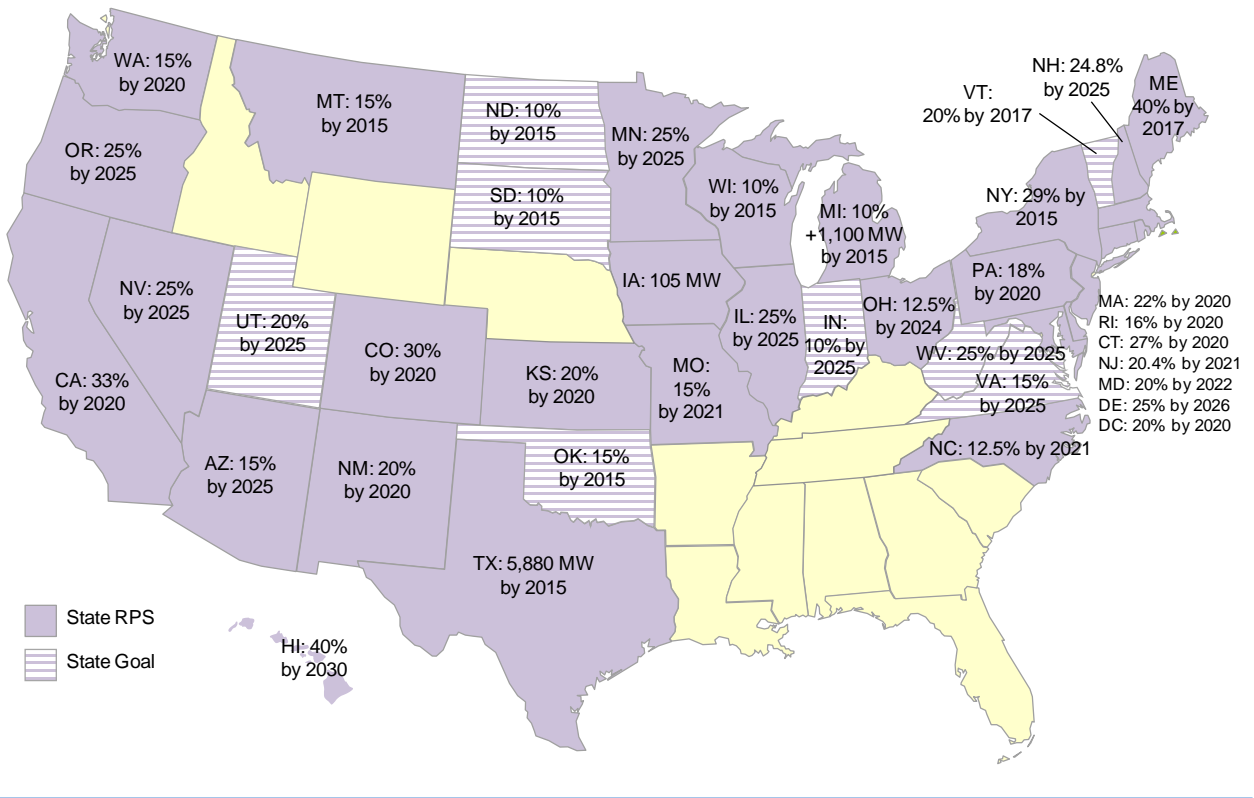 WA: 15%
by 2020
OR: 25%
by 2025
MT: 15%
by 2015
ND: 10%
by 2015
SD: 10%
by 2015
MN: 25%
by 2025
WI: 10%
by 2015
MI: 10%
+1,100 MW
by 2015
VT:
20% by 2017
NH: 24.8%
by 2025
ME
40% by
2017
NY: 29% by
2015
NV: 25%
by 2025
UT: 20%
by 2025
CA: 33%
by 2020
CO: 30%
by 2020
KS: 20%
by 2020
IA: 105 MW
MO:
15%
by 2021
IL: 25%
by 2025
IN:
10% by
2025
OH: 12.5%
by 2024
PA: 18%
by 2020
WV: 25% by 2025
VA: 15%
by 2025
NC: 12.5% by 2021
MA: 22% by 2020
RI: 16% by 2020
CT: 27% by 2020
NJ: 20.4% by 2021
MD: 20% by 2022
DE: 25% by 2026
DC: 20% by 2020
AZ: 15%
by 2025
NM: 20%
by 2020
OK: 15%
by 2015
TX: 5,880 MW
by 2015
HI: 40%
by 2030
State RPS
State Goal